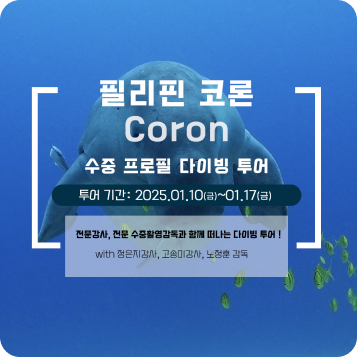 필리핀 코론
Coron
수중 프로필 다이빙 투어
투어 기간: 2025.01.10(금)~01.17(금)
전문강사, 전문 수중촬영감독과 함께 떠나는 다이빙 투어 !
with 정은지강사, 고송미강사, 노정훈 감독